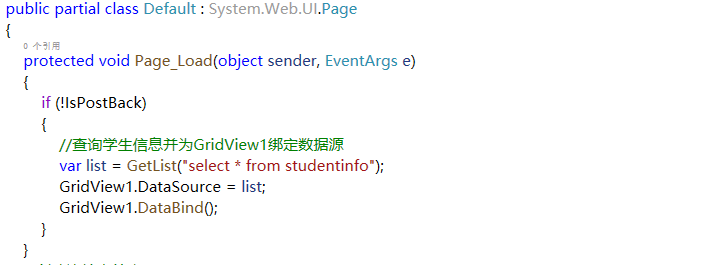 public partial class Default : System.Web.UI.Page
{
0 个引用
protected void Page_Load(object sender, EventArgs e)
{
if (!IsPostBack)
{
//查询学生信息并为GridView1绑定数据源
var list = GetList("select * from studentinfo");
GridView1.DataSource = list;
GridView1.DataBind();
}
}